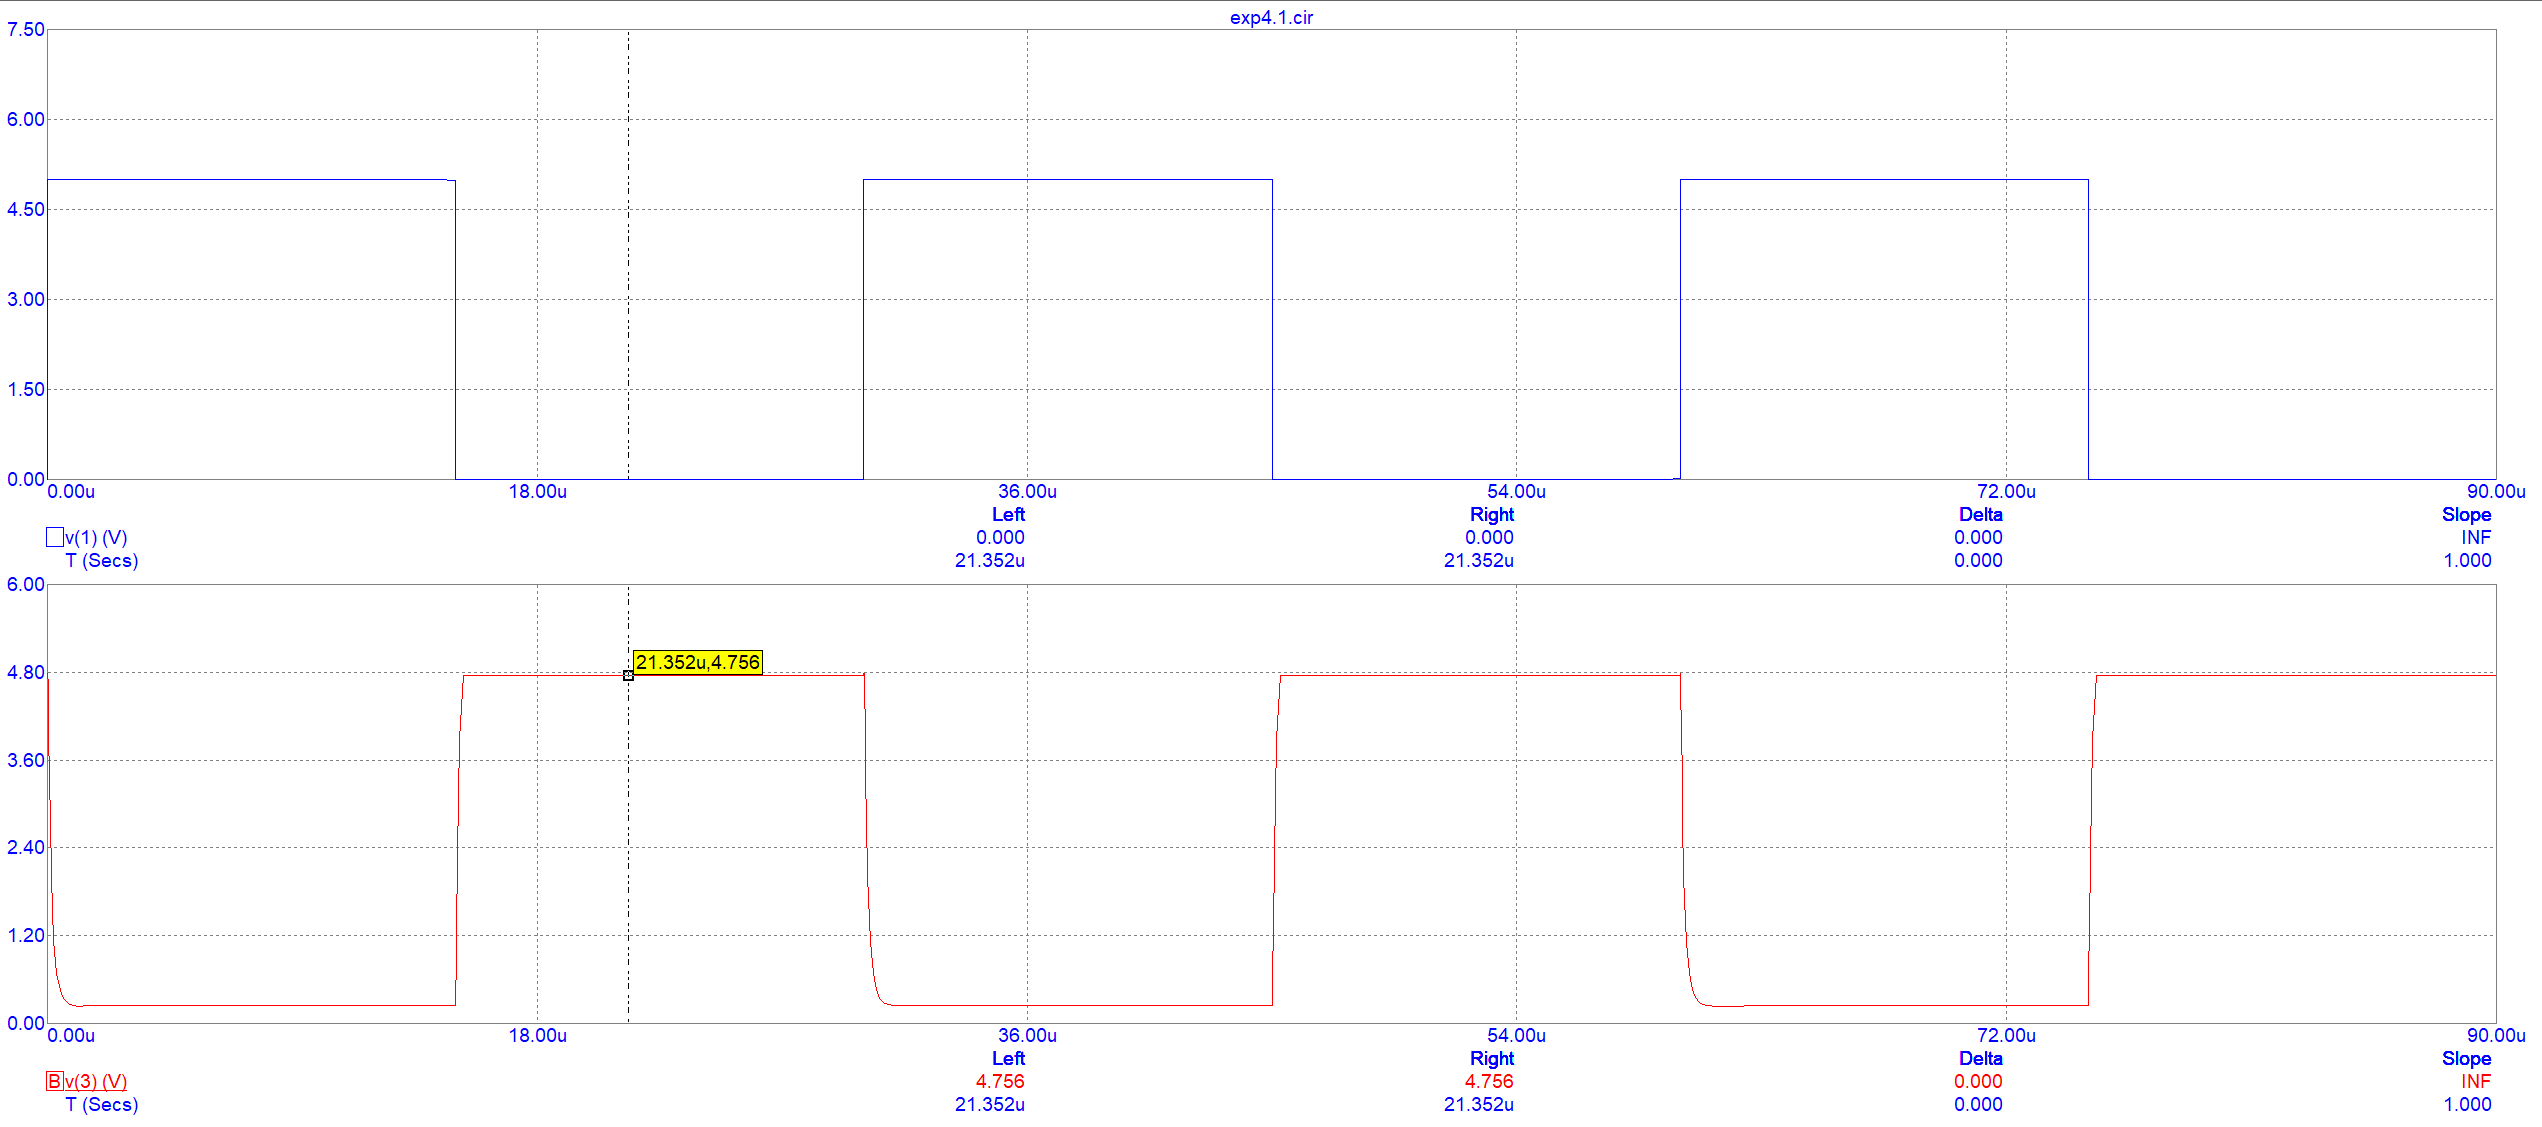 exp4.1.cir
7.50
6.00
4.50
3.00
1.50
0.00
0.00u 18.00u 36.00u 54.00u 72.00u 90.00u
Left Right Delta Slope
v(1) (V) 0.000 0.000 0.000 INF
T (Secs) 21.352u 21.352u 0.000 1.000
6.00
21.352u,4.756
4.80
3.60
2.40
1.20
0.00
0.00u 18.00u 36.00u 54.00u 72.00u 90.00u
Left Right Delta Slope
B v(3) (V) 4.756 4.756 0.000 INF
T (Secs) 21.352u 21.352u 0.000 1.000